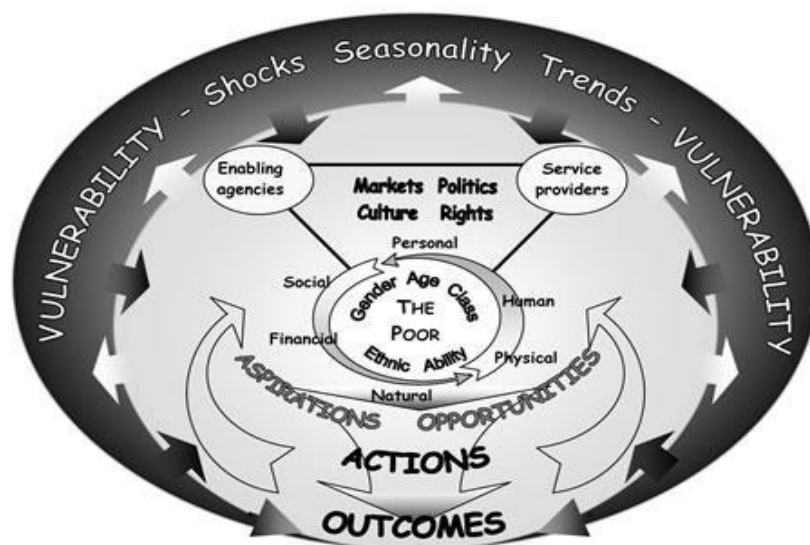 VULNERABILITY - Shocks Seasonality Trends - VULNERABILITY
Enabling
agencies
Service
providers
Markets Politics
Culture Rights
Personal
Social
Human
Financial
Physical
Natural
Gender Age Class
THE
POOR
Ethnic Ability
ASPIRATIONS OPPORTUNITIES
ACTIONS
OUTCOMES